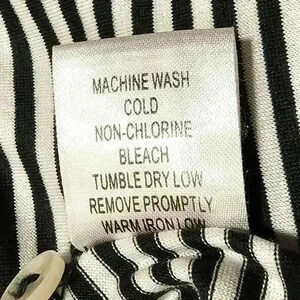 MACHINE WASH
COLD
NON-CHLORINE
BLEACH
TUMBLE DRY LOW
REMOVE PROMPTLY
WARM IRON LOW